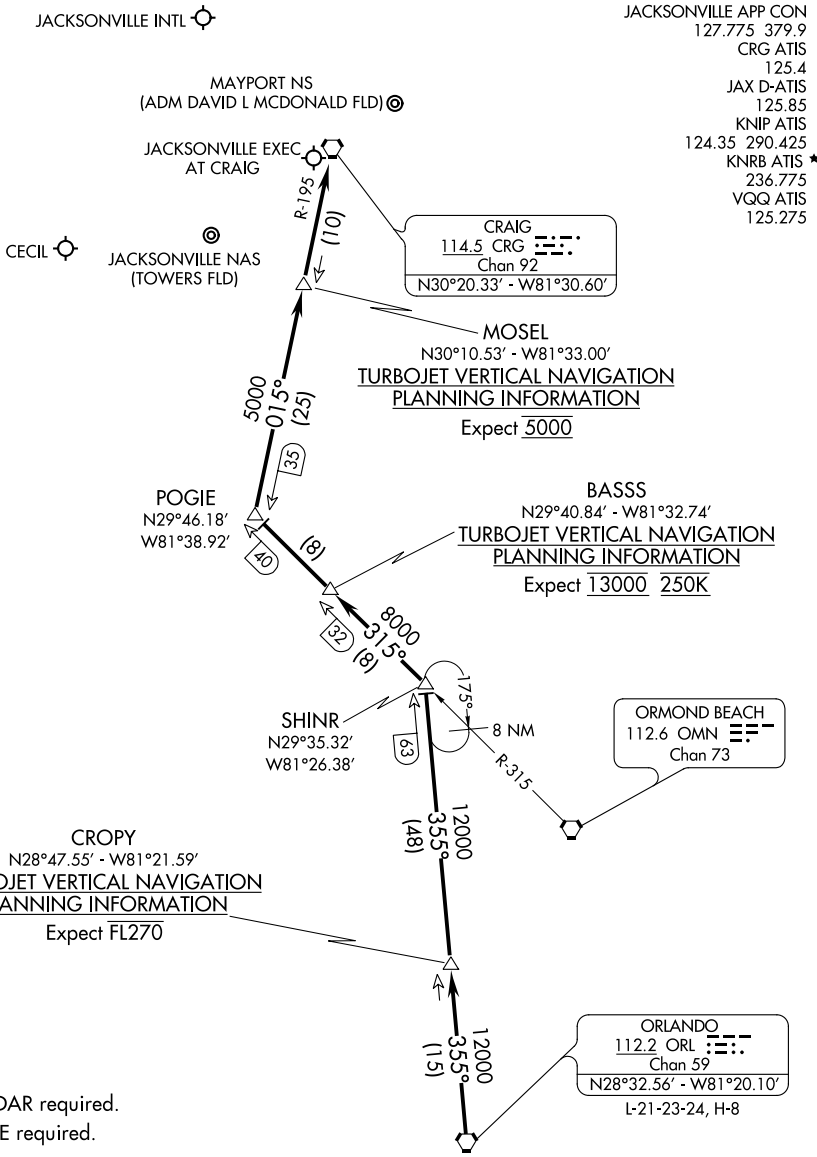 JACKSONVILLE INTL
JACKSONVILLE APP CON
127.775 379.9
CRG ATIS
125.4
JAX D-ATIS
125.85
KNIP ATIS
124.35 290.425
KNRB ATIS ★
236.775
VQQ ATIS
125.275
MAYPORT NS
(ADM DAVID L MCDONALD FLD)
JACKSONVILLE EXEC
AT CRAIG
CECIL
JACKSONVILLE NAS
(TOWERS FLD)
R-195
(10)
CRAIG
114.5 CRG
Chan 92
N30°20.33' - W81°30.60'
MOSEL
N30°10.53' - W81°33.00'
TURBOJET VERTICAL NAVIGATION
PLANNING INFORMATION
Expect 5000
5000
015°
(25)
35
POGIE
N29°46.18'
W81°38.92'
40
(8)
BASSS
N29°40.84' - W81°32.74'
TURBOJET VERTICAL NAVIGATION
PLANNING INFORMATION
Expect 13000 250K
32
8000
315°
(8)
SHINR
N29°35.32'
W81°26.38'
63
175°
8 NM
R-315
ORMOND BEACH
112.6 OMN
Chan 73
12000
355°
(48)
CROPY
N28°47.55' - W81°21.59'
OJET VERTICAL NAVIGATION
ANNING INFORMATION
Expect FL270
12000
355°
(15)
ORLANDO
112.2 ORL
Chan 59
N28°32.56' - W81°20.10'
L-21-23-24, H-8
DAR required.
E required.